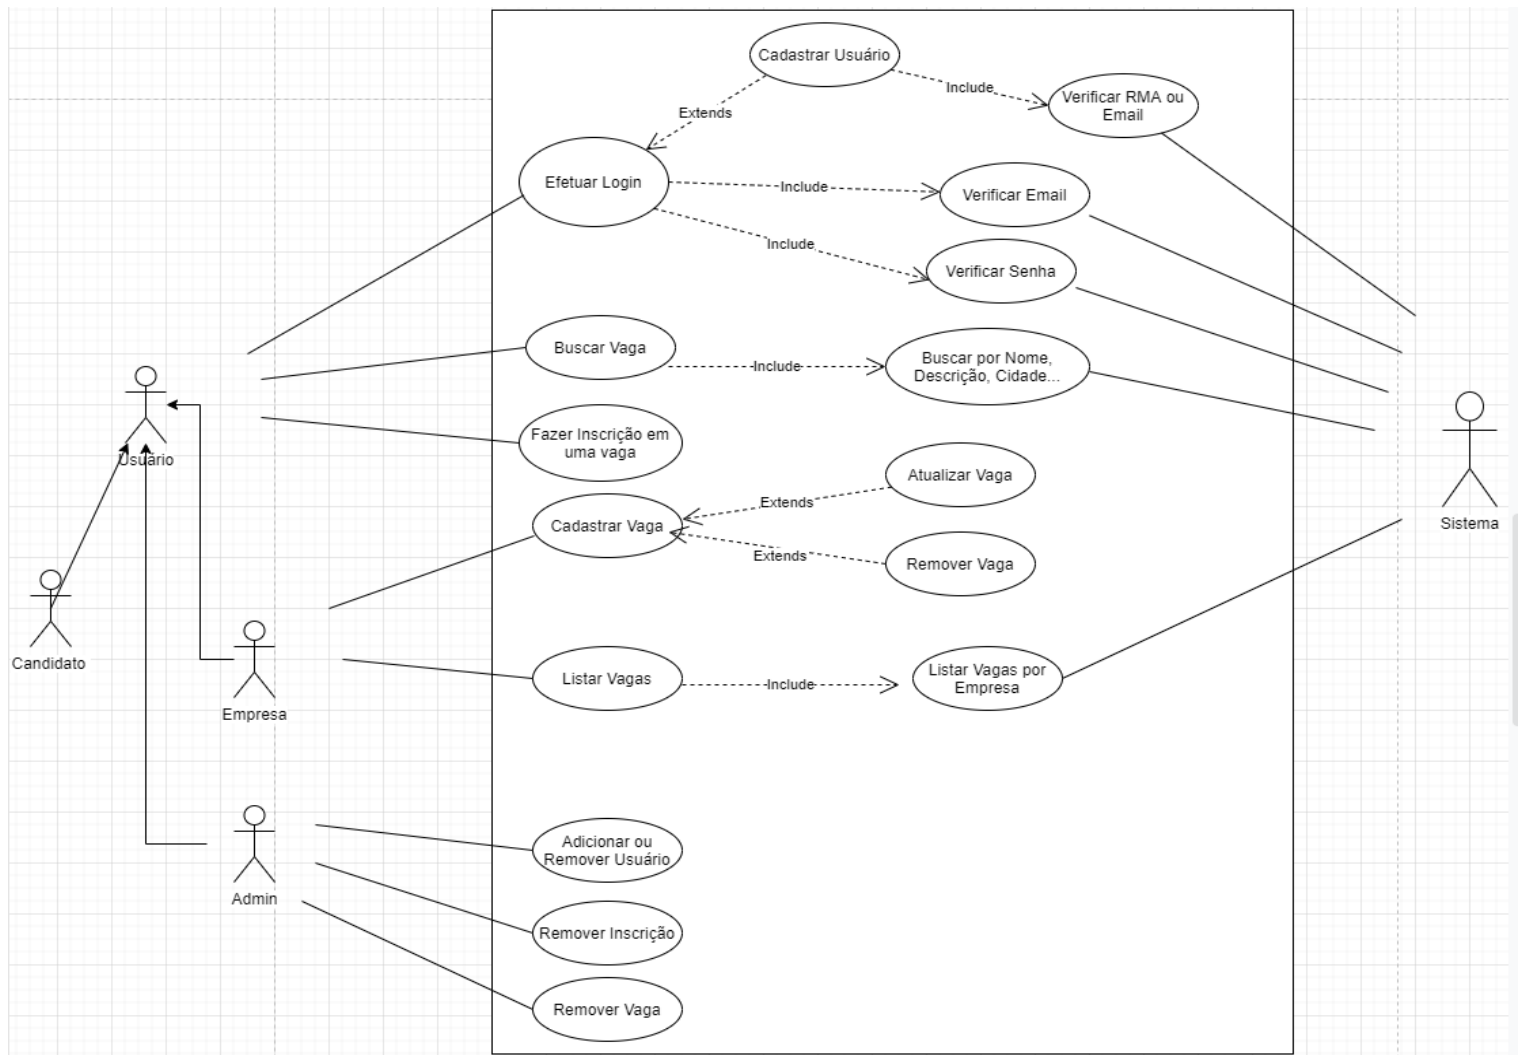 Cadastrar Usuário
Include
Verificar RMA ou
Email
Extends
Efetuar Login
Include
Verificar Email
Include
Verificar Senha
Buscar Vaga
Include
Buscar por Nome,
Descrição, Cidade...
Usuário
Fazer Inscrição em
uma vaga
Cadastrar Vaga
Extends
Atualizar Vaga
Extends
Remover Vaga
Sistema
Candidato
Empresa
Listar Vagas
Include
Listar Vagas por
Empresa
Admin
Adicionar ou
Remover Usuário
Remover Inscrição
Remover Vaga